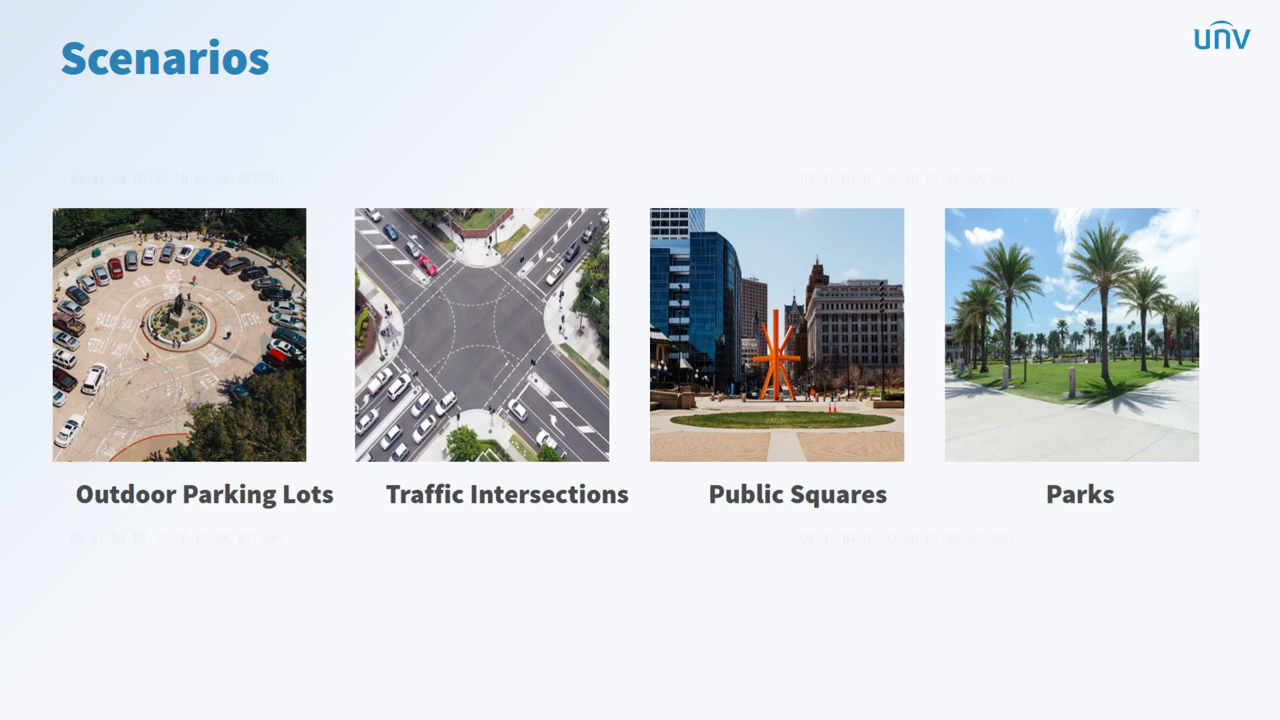 Scenarios
unv
Outdoor Parking Lots
Traffic Intersections
Public Squares
Parks